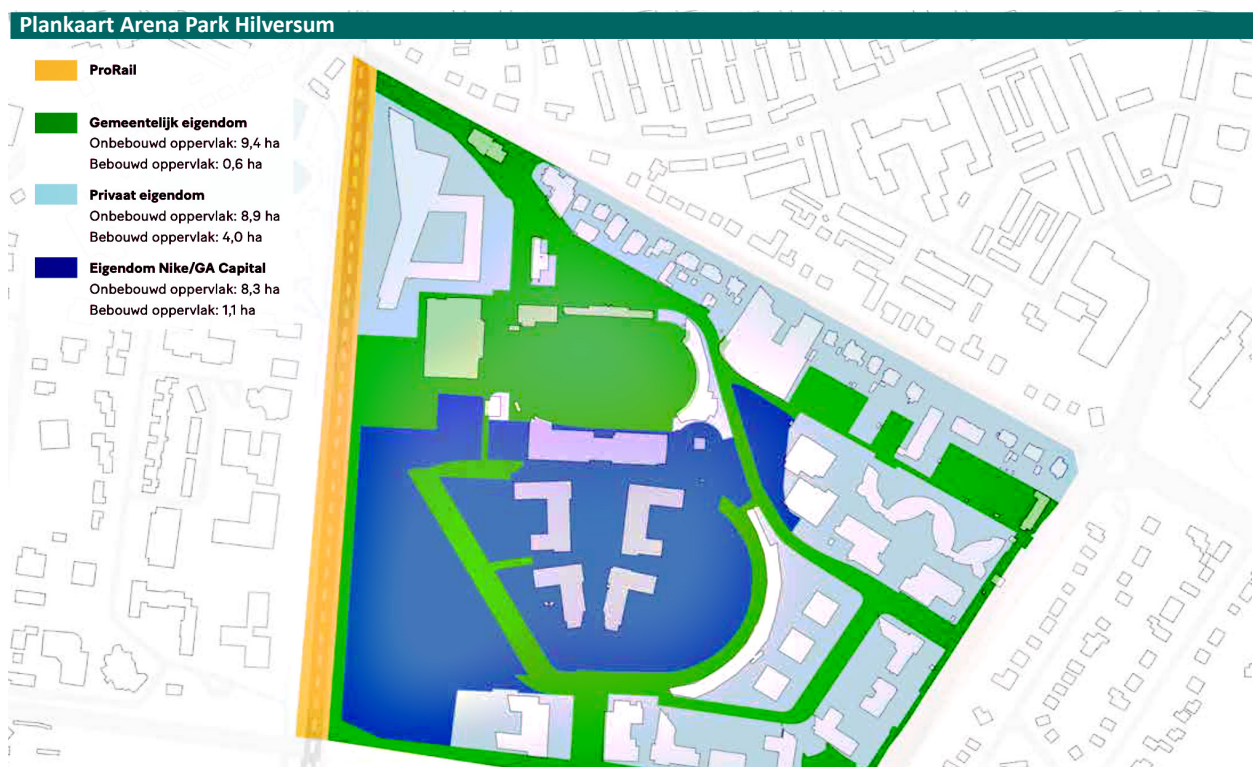 Plankaart Arena Park Hilversum
ProRail
Gemeentelijk eigendom
Onbebouwd oppervlak: 9,4 ha
Bebouwd oppervlak: 0,6 ha
Privaat eigendom
Onbebouwd oppervlak: 8,9 ha
Bebouwd oppervlak: 4,0 ha
Eigendom Nike/GA Capital
Onbebouwd oppervlak: 8,3 ha
Bebouwd oppervlak: 1,1 ha